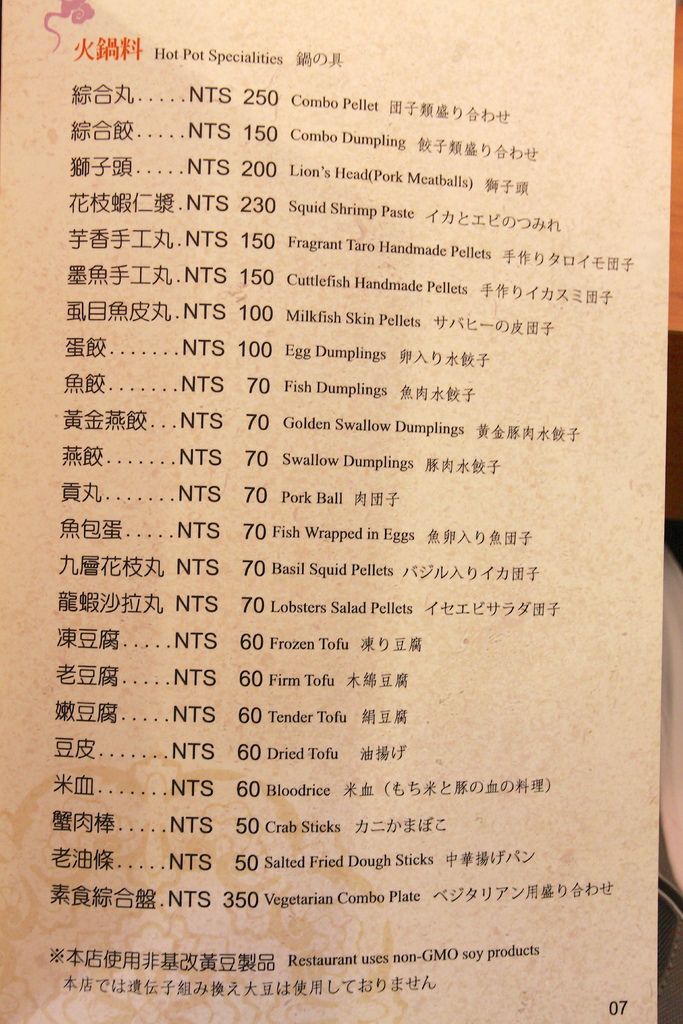 火鍋料 Hot Pot Specialities 鍋の具
綜合丸.....NTS 250 Combo Pellet 団子類盛り合わせ
綜合餃.....NTS 150 Combo Dumpling 餃子類盛り合わせ
獅子頭.....NTS 200 Lion's Head(Pork Meatballs) 獅子頭
花枝蝦仁漿.NTS 230 Squid Shrimp Paste イカとエビのつみれ
芋香手工丸.NTS 150 Fragrant Taro Handmade Pellets 手作りタロイモ団子
墨魚手工丸.NTS 150 Cuttlefish Handmade Pellets 手作りイカスミ団子
虱目魚皮丸.NTS 100 Milkfish Skin Pellets サバヒーの皮団子
蛋餃.......NTS 100 Egg Dumplings 卵入り水餃子
魚餃.......NTS 70 Fish Dumplings 魚肉水餃子
黃金燕餃...NTS 70 Golden Swallow Dumplings 黄金豚肉水餃子
燕餃.......NTS 70 Swallow Dumplings 豚肉水餃子
貢丸.......NTS 70 Pork Ball 肉団子
魚包蛋.....NTS 70 Fish Wrapped in Eggs 魚卵入り魚団子
九層花枝丸 NTS 70 Basil Squid Pellets バジル入りイカ団子
龍蝦沙拉丸 NTS 70 Lobsters Salad Pellets イセエビサラダ団子
凍豆腐.....NTS 60 Frozen Tofu 凍り豆腐
老豆腐.....NTS 60 Firm Tofu 木綿豆腐
嫩豆腐.....NTS 60 Tender Tofu 絹豆腐
豆皮.......NTS 60 Dried Tofu 油揚げ
米血.......NTS 60 Bloodrice 米血（もち米と豚の血の料理）
蟹肉棒.....NTS 50 Crab Sticks カニかまぼこ
老油條.....NTS 50 Salted Fried Dough Sticks 中華揚げパン
素食綜合盤.NTS 350 Vegetarian Combo Plate ベジタリアン用盛り合わせ
※本店使用非基改黃豆製品 Restaurant uses non-GMO soy products
本店では遺伝子組み換え大豆は使用しておりません
07